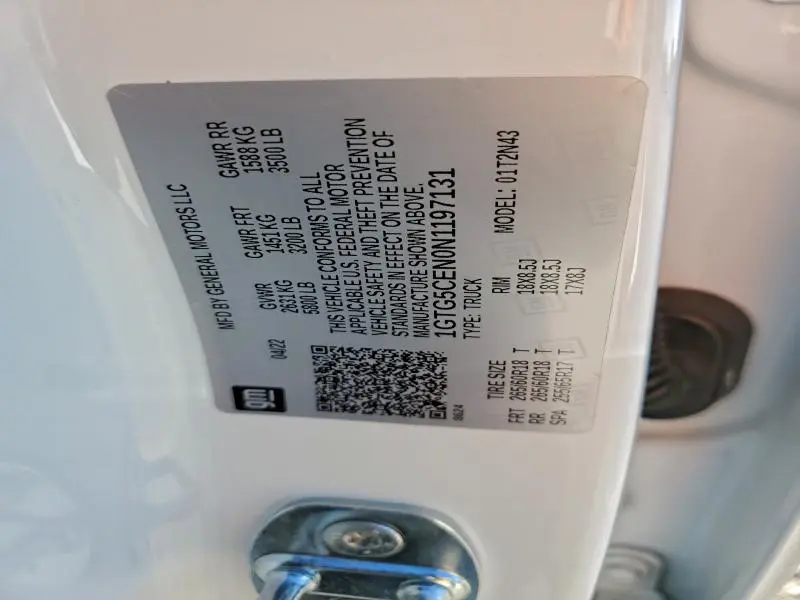 MFD BY GENERAL MOTORS LLC
gm
04/22 GVWR GAWR FRT GAWR RR
2631 KG 1451 KG 1588 KG
5800 LB 3200 LB 3500 LB
THIS VEHICLE CONFORMS TO ALL
APPLICABLE U.S. FEDERAL MOTOR
VEHICLE SAFETY AND THEFT PREVENTION
STANDARDS IN EFFECT ON THE DATE OF
MANUFACTURE SHOWN ABOVE.
1GTG5CEN0N1197131
8624 TYPE: TRUCK MODEL: 01T2N43
TIRE SIZE RIM
FRT 265/60R18 T 18X8.5J
RR 265/60R18 T 18X8.5J
SPA 255/65R17 T 17X8J